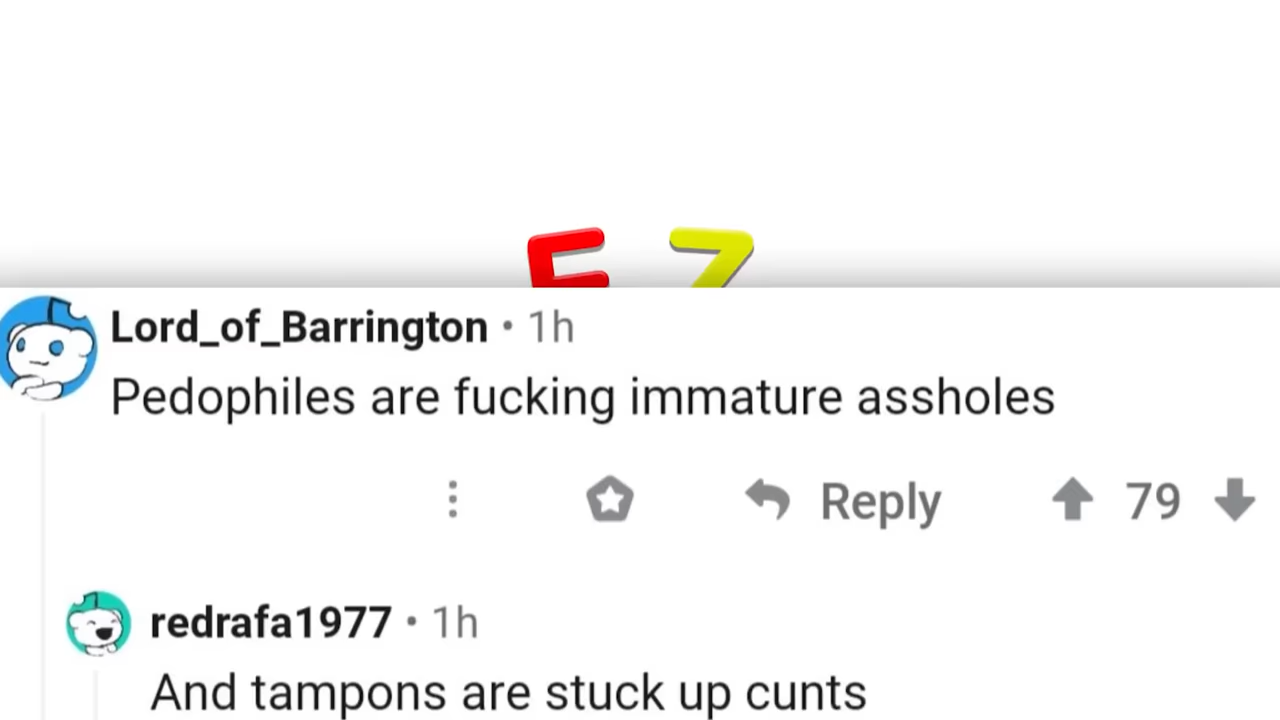 E Z
Lord_of_Barrington • 1h
Pedophiles are fucking immature assholes
Reply 79
redrafa1977 • 1h
And tampons are stuck up cunts